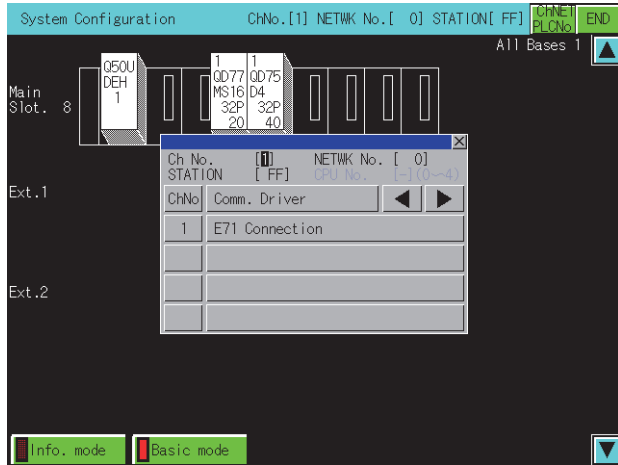 System Configuration ChNo.[1] NETWK No.[ 0] STATION[ FF] ChNET PLCNo END
All Bases 1
Main
Slot. 8
Q50U
DEH
1
1 1
QD77 QD75
MS16 D4
32P 32P
20 40
Ch No. [1] NETWK No. [ 0]
STATION [ FF] CPU No. [-](0~4)
ChNo Comm. Driver
1 E71 Connection
Ext.1
Ext.2
Info. mode Basic mode